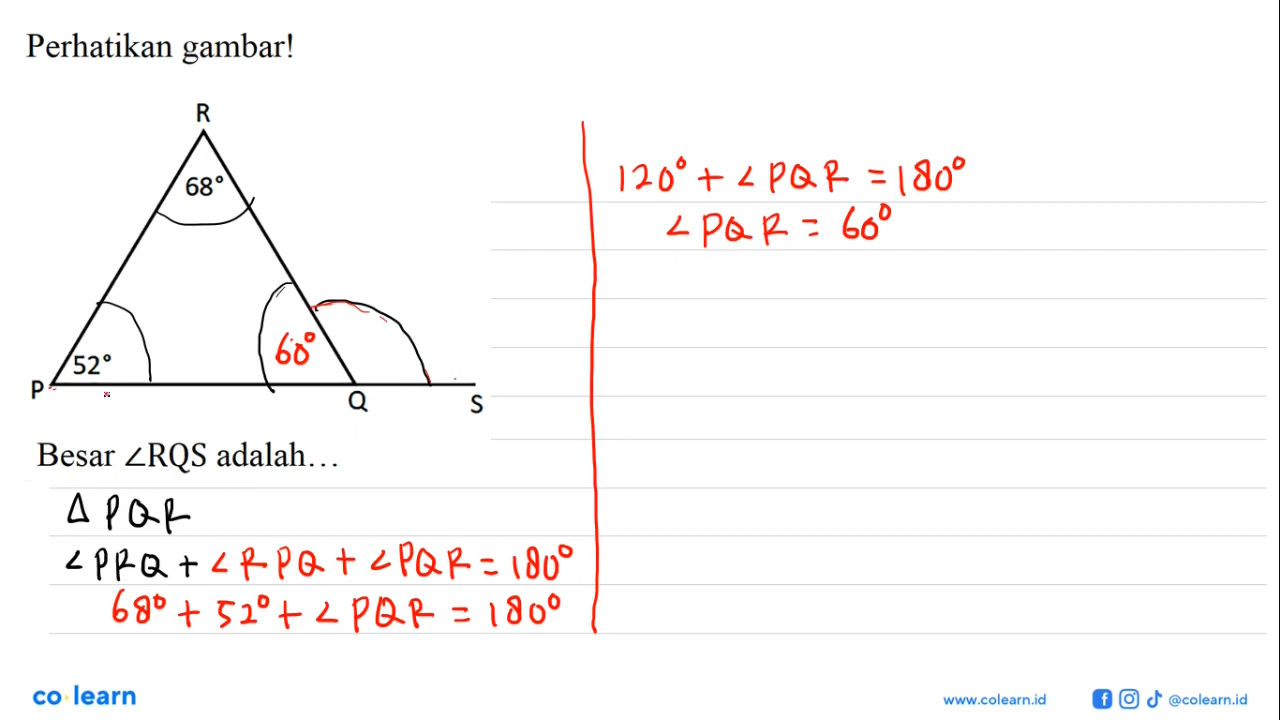 Perhatikan gambar!
R
68°
52°
60°
P
Q
S
Besar ∠RQS adalah…
Δ PQR
∠PRQ + ∠RPQ + ∠PQR = 180°
68° + 52° + ∠PQR = 180°
120° + ∠PQR = 180°
∠PQR = 60°
co learn
www.colearn.id
@colearn.id